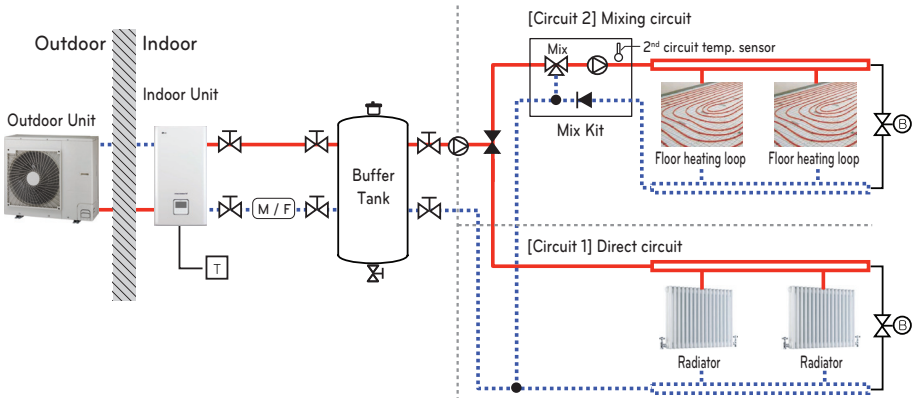 [Circuit 2] Mixing circuit
Outdoor
Indoor
Mix
2nd circuit temp. sensor
Indoor Unit
Outdoor Unit
Mix Kit
B
Floor heating loop
Floor heating loop
Buffer
Tank
M / F
T
[Circuit 1] Direct circuit
B
Radiator
Radiator